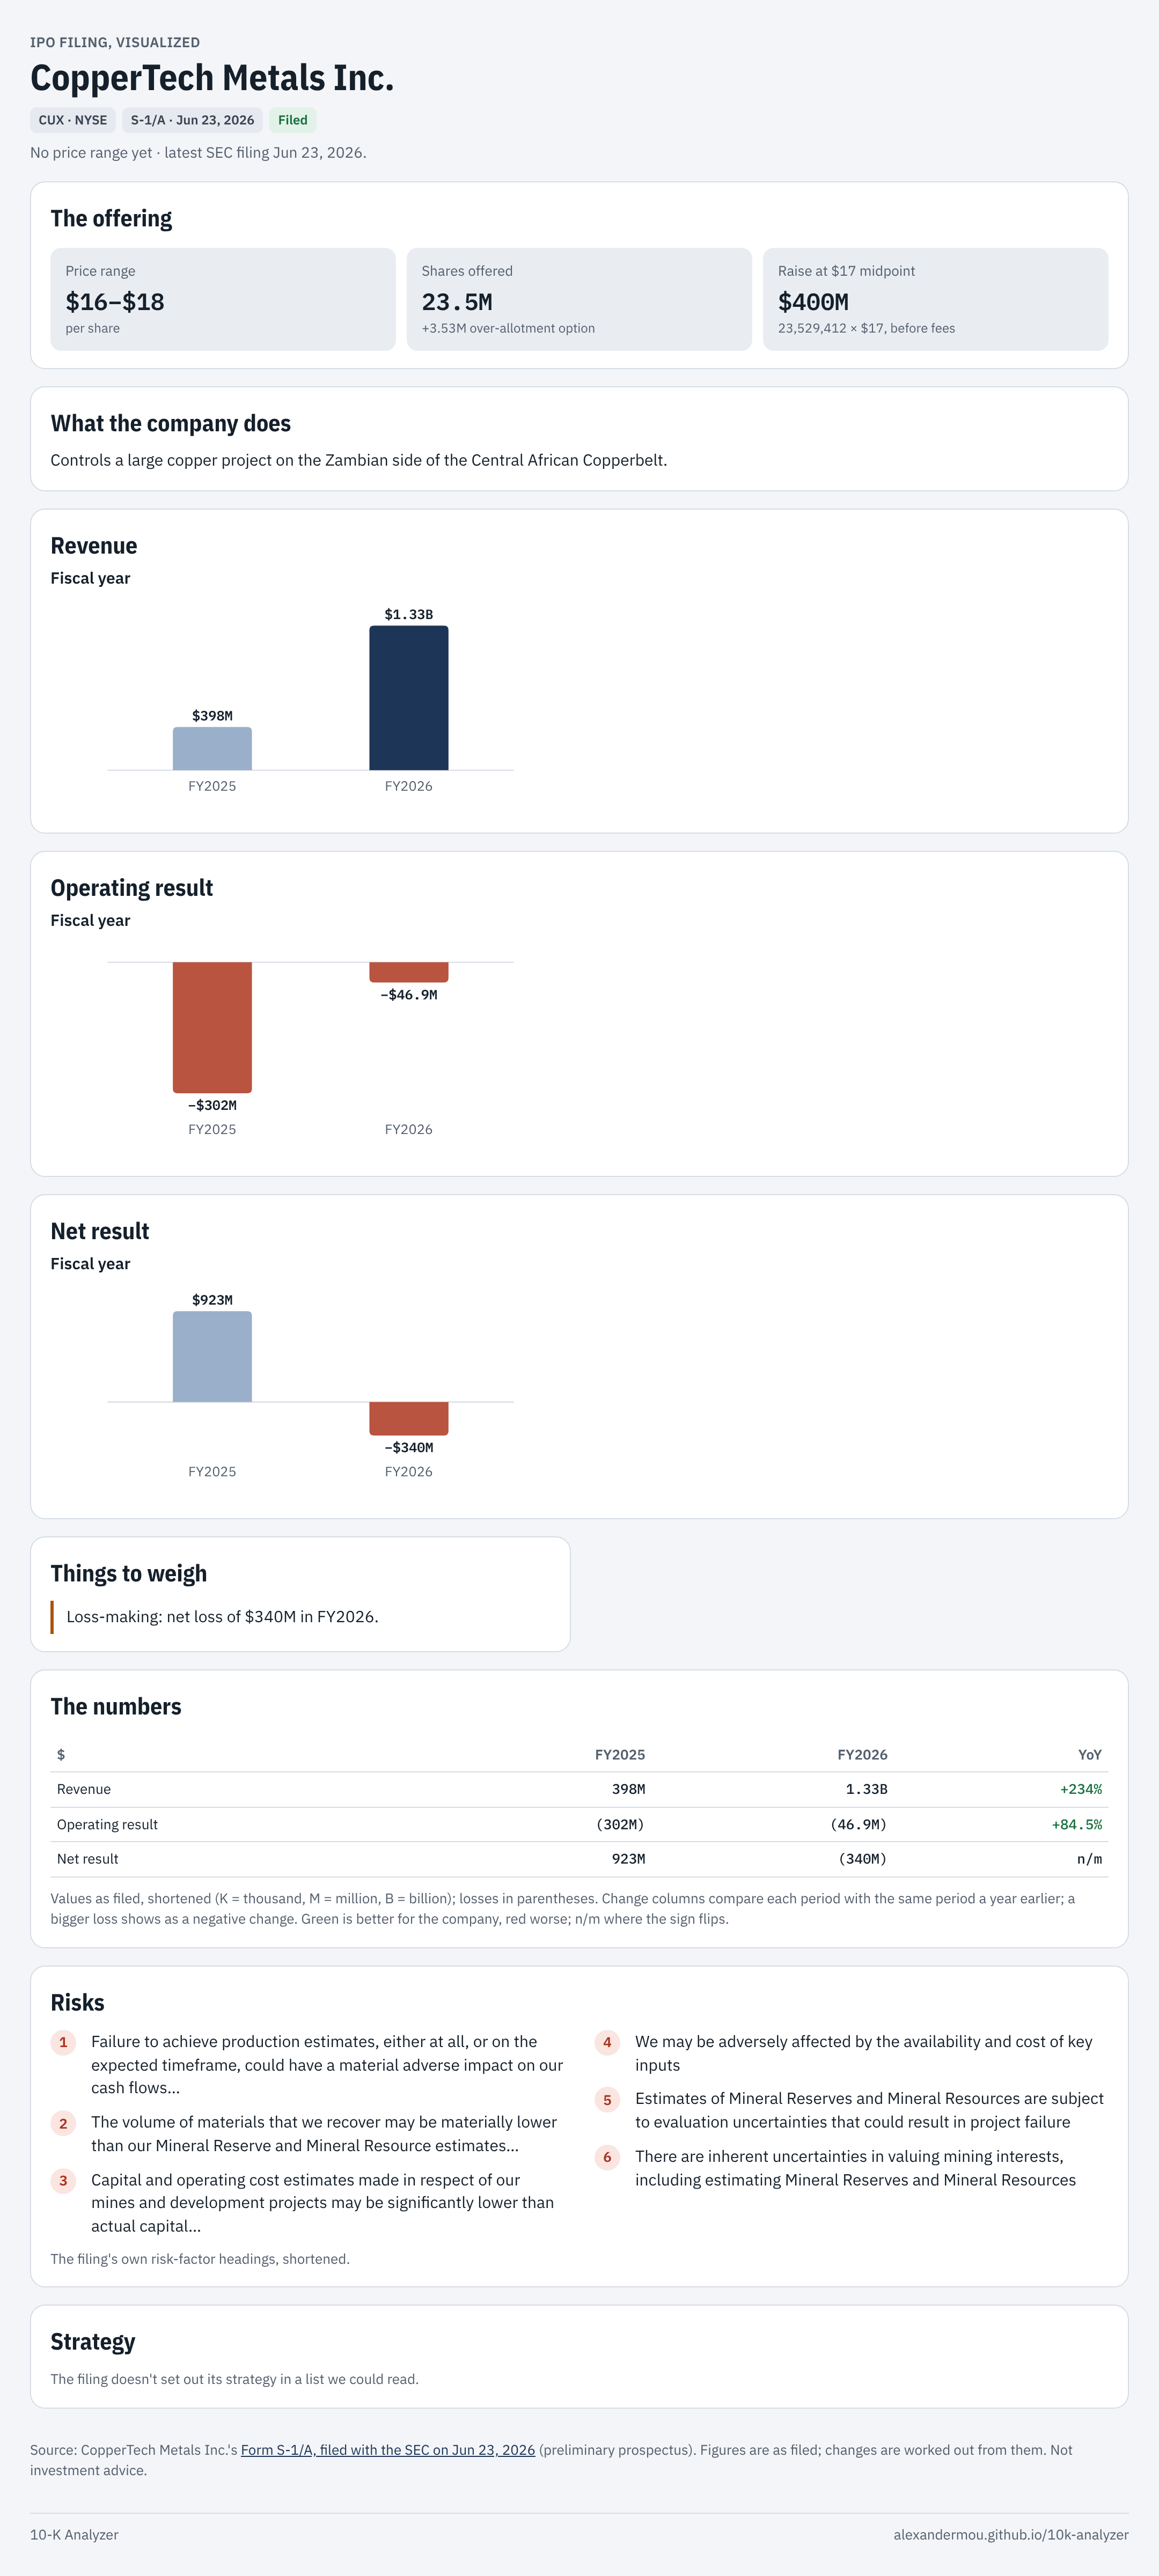 IPO FILING, VISUALIZED
CopperTech Metals Inc.
CUX · NYSE S-1/A · Jun 23, 2026 Filed
No price range yet · latest SEC filing Jun 23, 2026.
The offering
Price range
$16–$18
per share
Shares offered
23.5M
+3.53M over-allotment option
Raise at $17 midpoint
$400M
23,529,412 × $17, before fees
What the company does
Controls a large copper project on the Zambian side of the Central African Copperbelt.
Revenue
Fiscal year
$398M
$1.33B
FY2025 FY2026
Operating result
Fiscal year
−$302M
−$46.9M
FY2025 FY2026
Net result
Fiscal year
$923M
−$340M
FY2025 FY2026
Things to weigh
Loss-making: net loss of $340M in FY2026.
The numbers
$ FY2025 FY2026 YoY
Revenue 398M 1.33B +234%
Operating result (302M) (46.9M) +84.5%
Net result 923M (340M) n/m
Values as filed, shortened (K = thousand, M = million, B = billion); losses in parentheses. Change columns compare each period with the same period a year earlier; a
bigger loss shows as a negative change. Green is better for the company, red worse; n/m where the sign flips.
Risks
1 Failure to achieve production estimates, either at all, or on the
expected timeframe, could have a material adverse impact on our
cash flows…
2 The volume of materials that we recover may be materially lower
than our Mineral Reserve and Mineral Resource estimates…
3 Capital and operating cost estimates made in respect of our
mines and development projects may be significantly lower than
actual capital…
4 We may be adversely affected by the availability and cost of key
inputs
5 Estimates of Mineral Reserves and Mineral Resources are subject
to evaluation uncertainties that could result in project failure
6 There are inherent uncertainties in valuing mining interests,
including estimating Mineral Reserves and Mineral Resources
The filing's own risk-factor headings, shortened.
Strategy
The filing doesn't set out its strategy in a list we could read.
Source: CopperTech Metals Inc.'s Form S-1/A, filed with the SEC on Jun 23, 2026 (preliminary prospectus). Figures are as filed; changes are worked out from them. Not
investment advice.
10-K Analyzer alexandermou.github.io/10k-analyzer